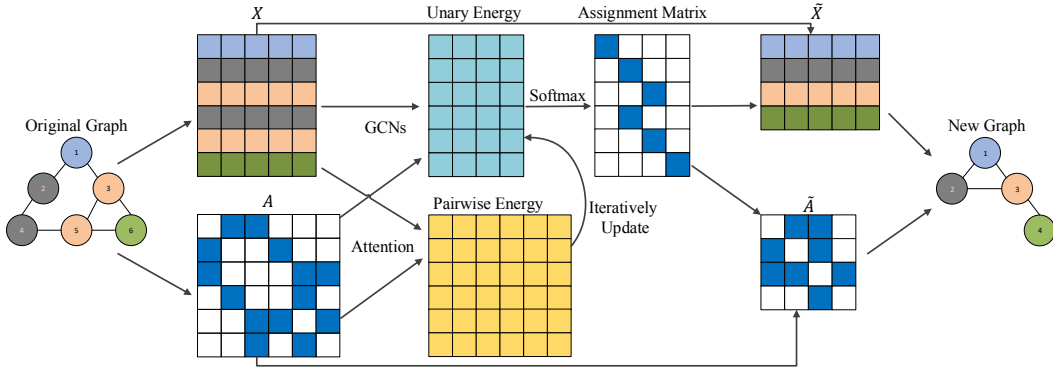 X
Unary Energy
Assignment Matrix
X̃
Softmax
GCNs
Original Graph
1
2
3
4
5
6
New Graph
1
2
3
4
A
Attention
Pairwise Energy
Iteratively
Update
Ã